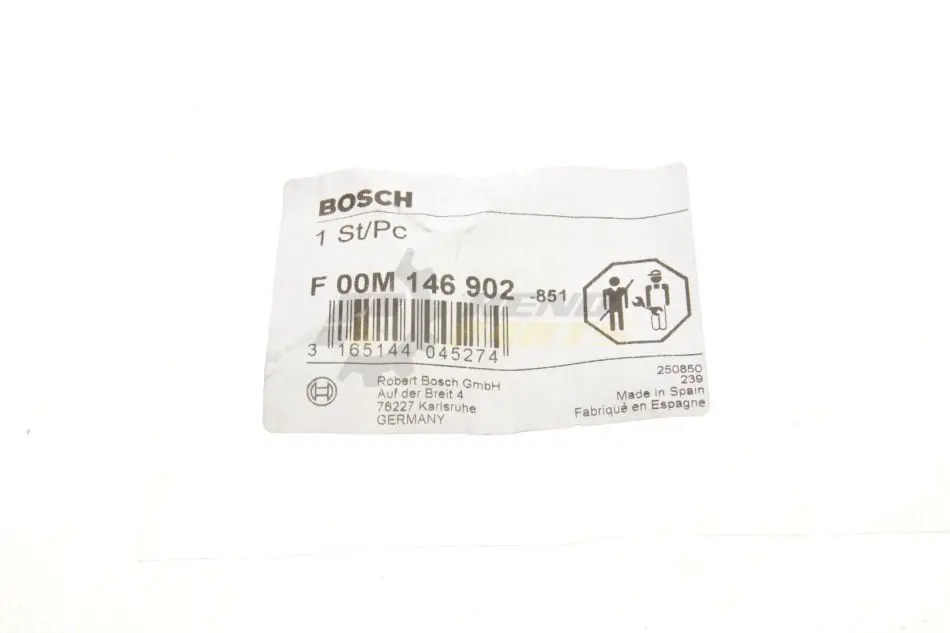 BOSCH
1 St/Pc
F 00M 146 902 -851
3 165144 045274
Robert Bosch GmbH
Auf der Breit 4
76227 Karlsruhe
GERMANY
250850
239
Made in Spain
Fabriqué en Espagne